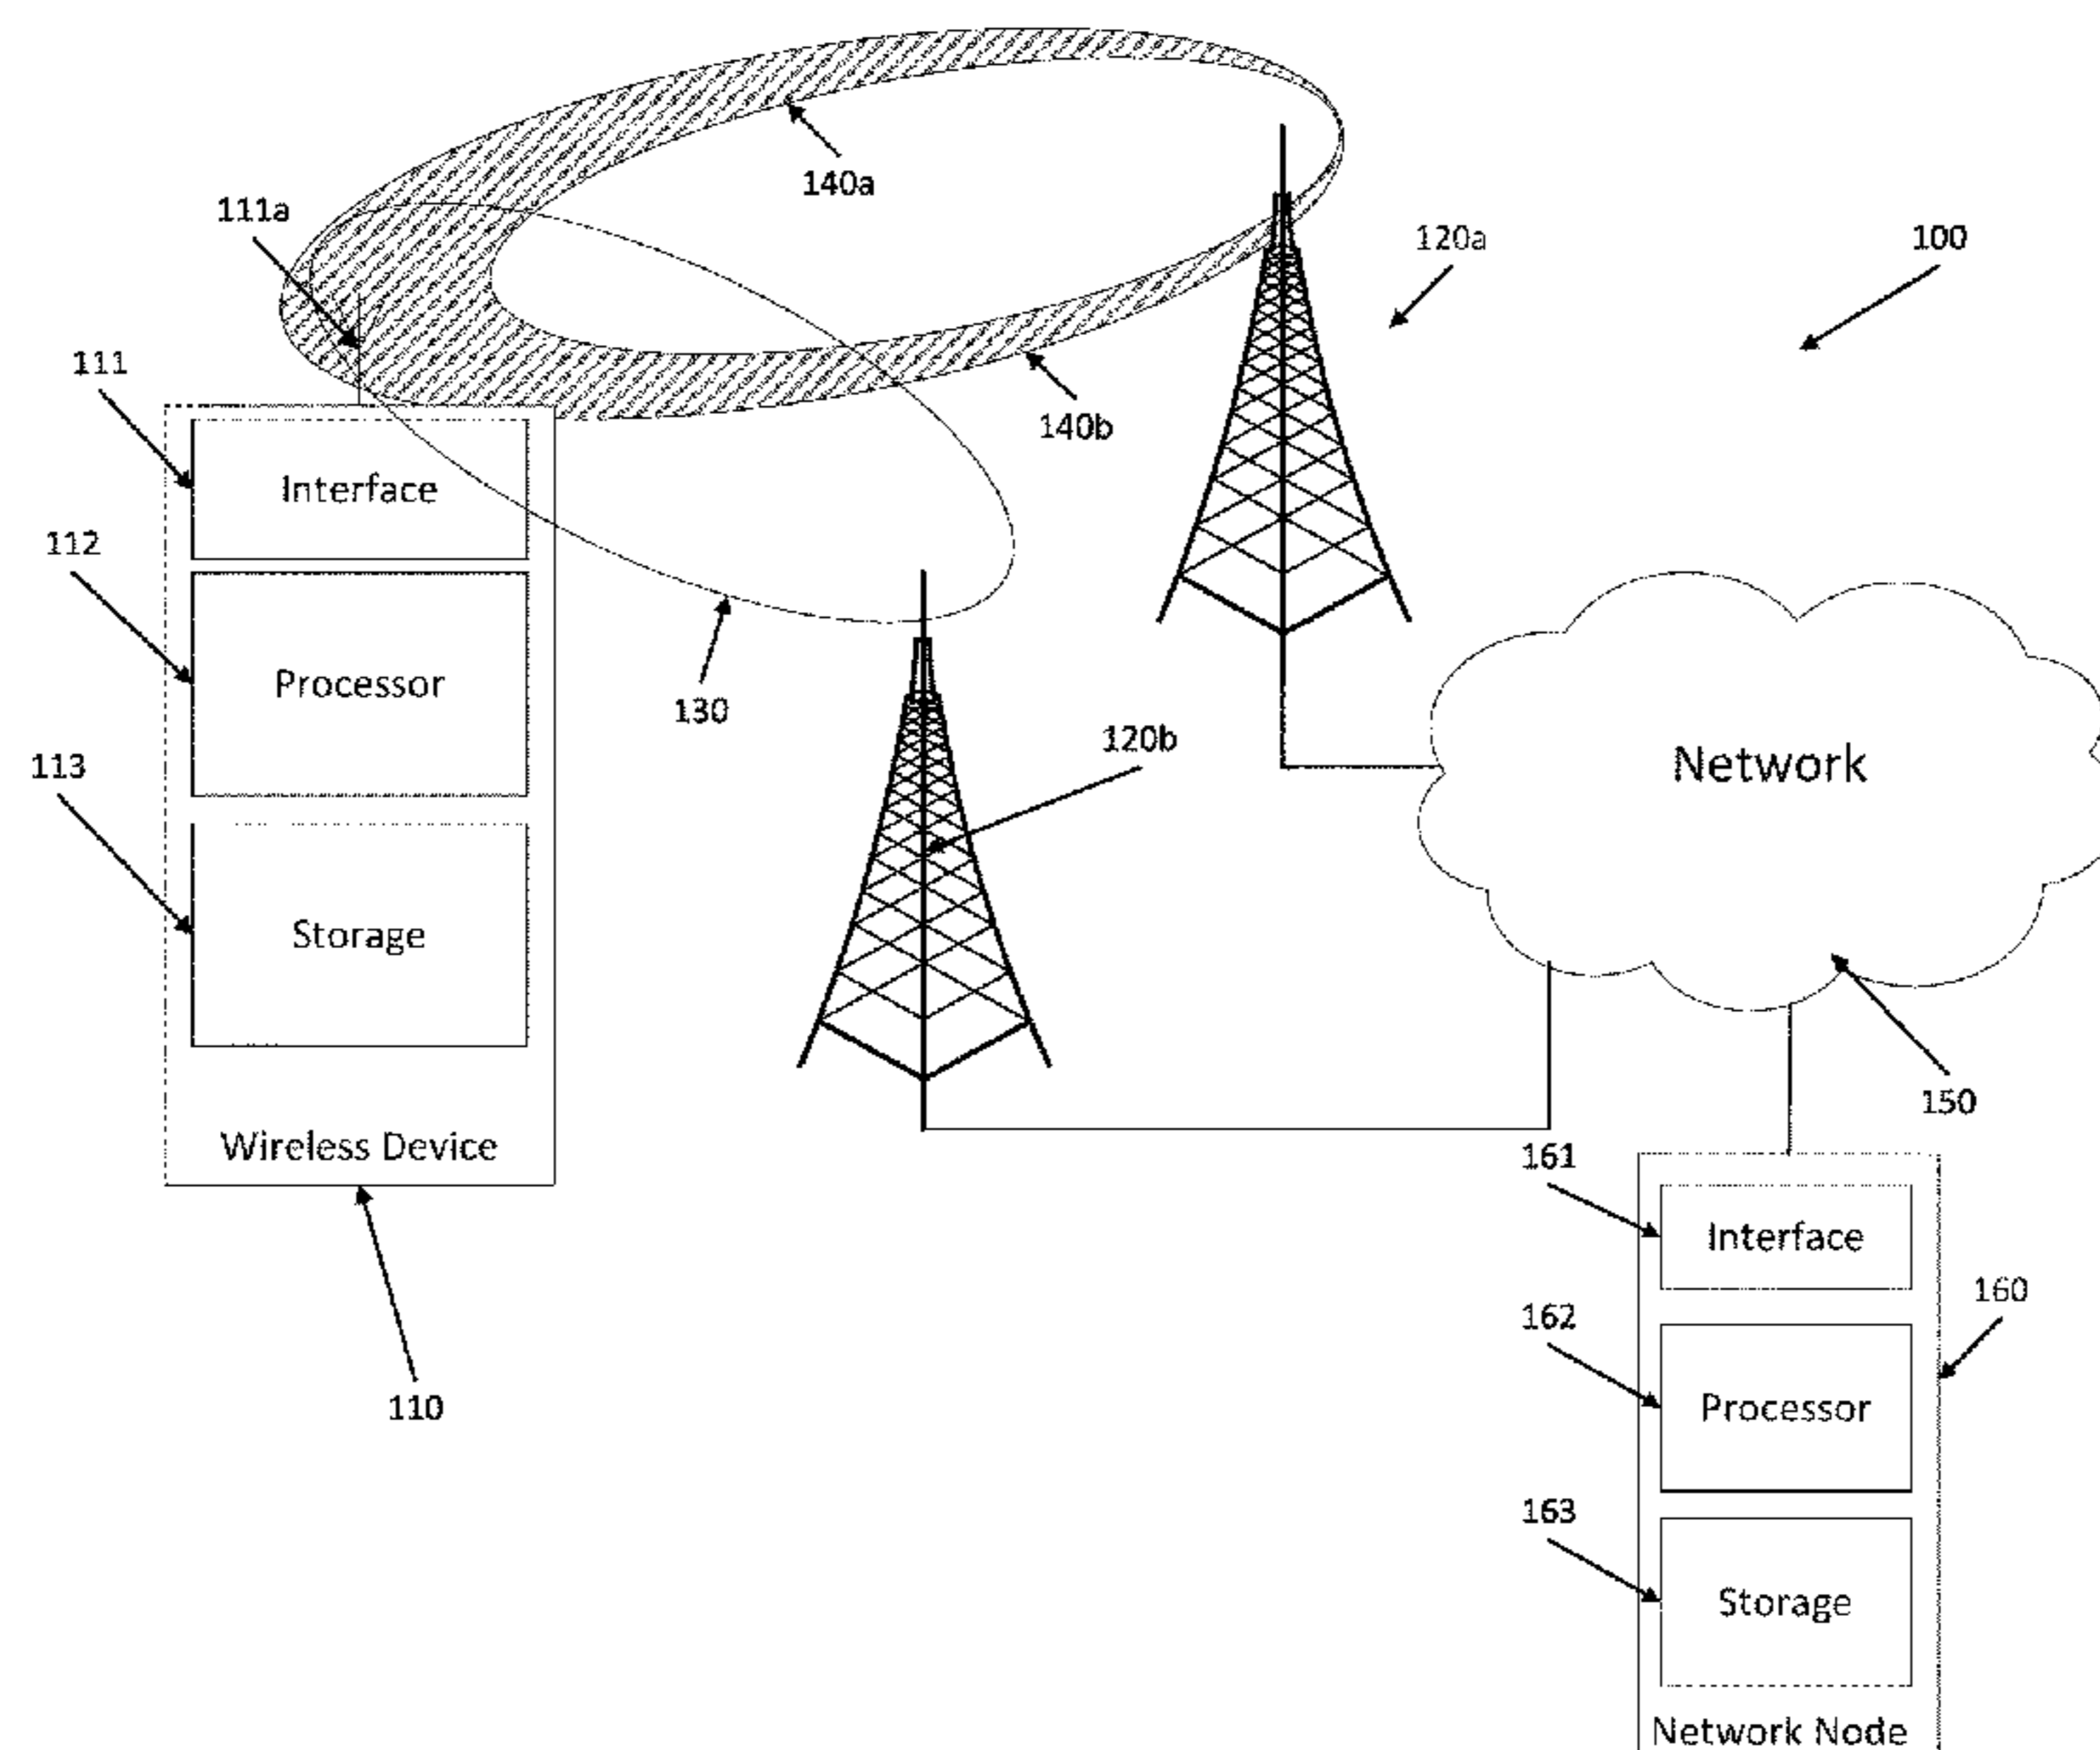 140a
111a
120a
100
111
140b
Interface
112
Processor
130
120b
113
Network
Storage
150
Wireless Device
161
Interface
160
162
110
Processor
163
Storage
Network Node